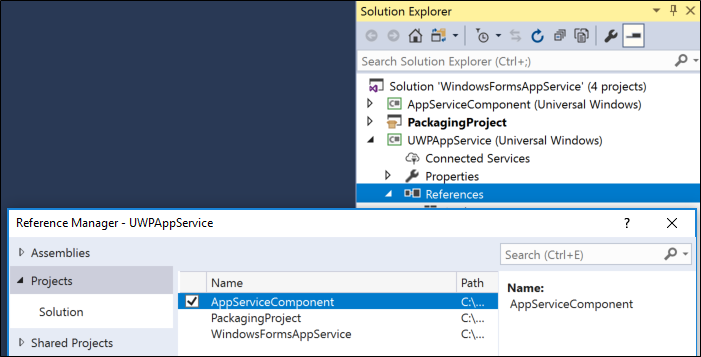 Solution Explorer
Search Solution Explorer (Ctrl+;)
Solution 'WindowsFormsAppService' (4 projects)
AppServiceComponent (Universal Windows)
PackagingProject
UWPAppService (Universal Windows)
Connected Services
Properties
References
Reference Manager - UWPAppService
? 
Assemblies
Projects
Solution
Shared Projects
Name Path
AppServiceComponent C:\...
PackagingProject C:\...
WindowsFormsAppService C:\...
Search (Ctrl+E)
Name:
AppServiceComponent